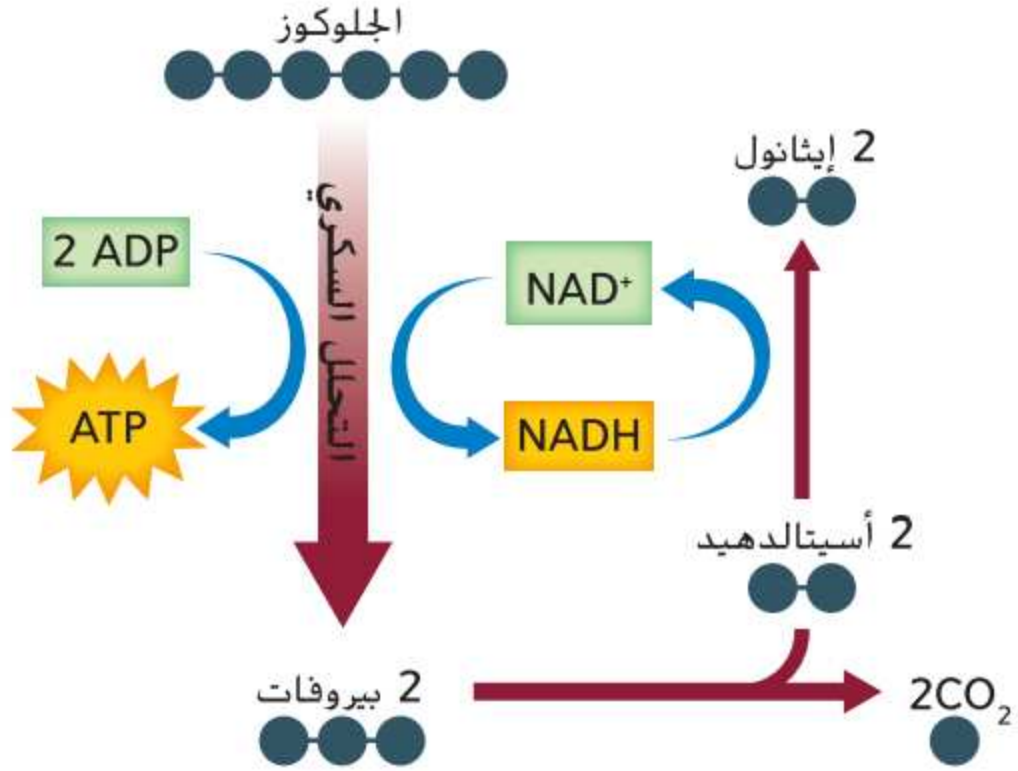 الجلوكوز
2 إيثانول
التحلل السكري
2 ADP
NAD⁺
ATP
NADH
2 أسيتالدهيد
2 بيروفات
2CO₂